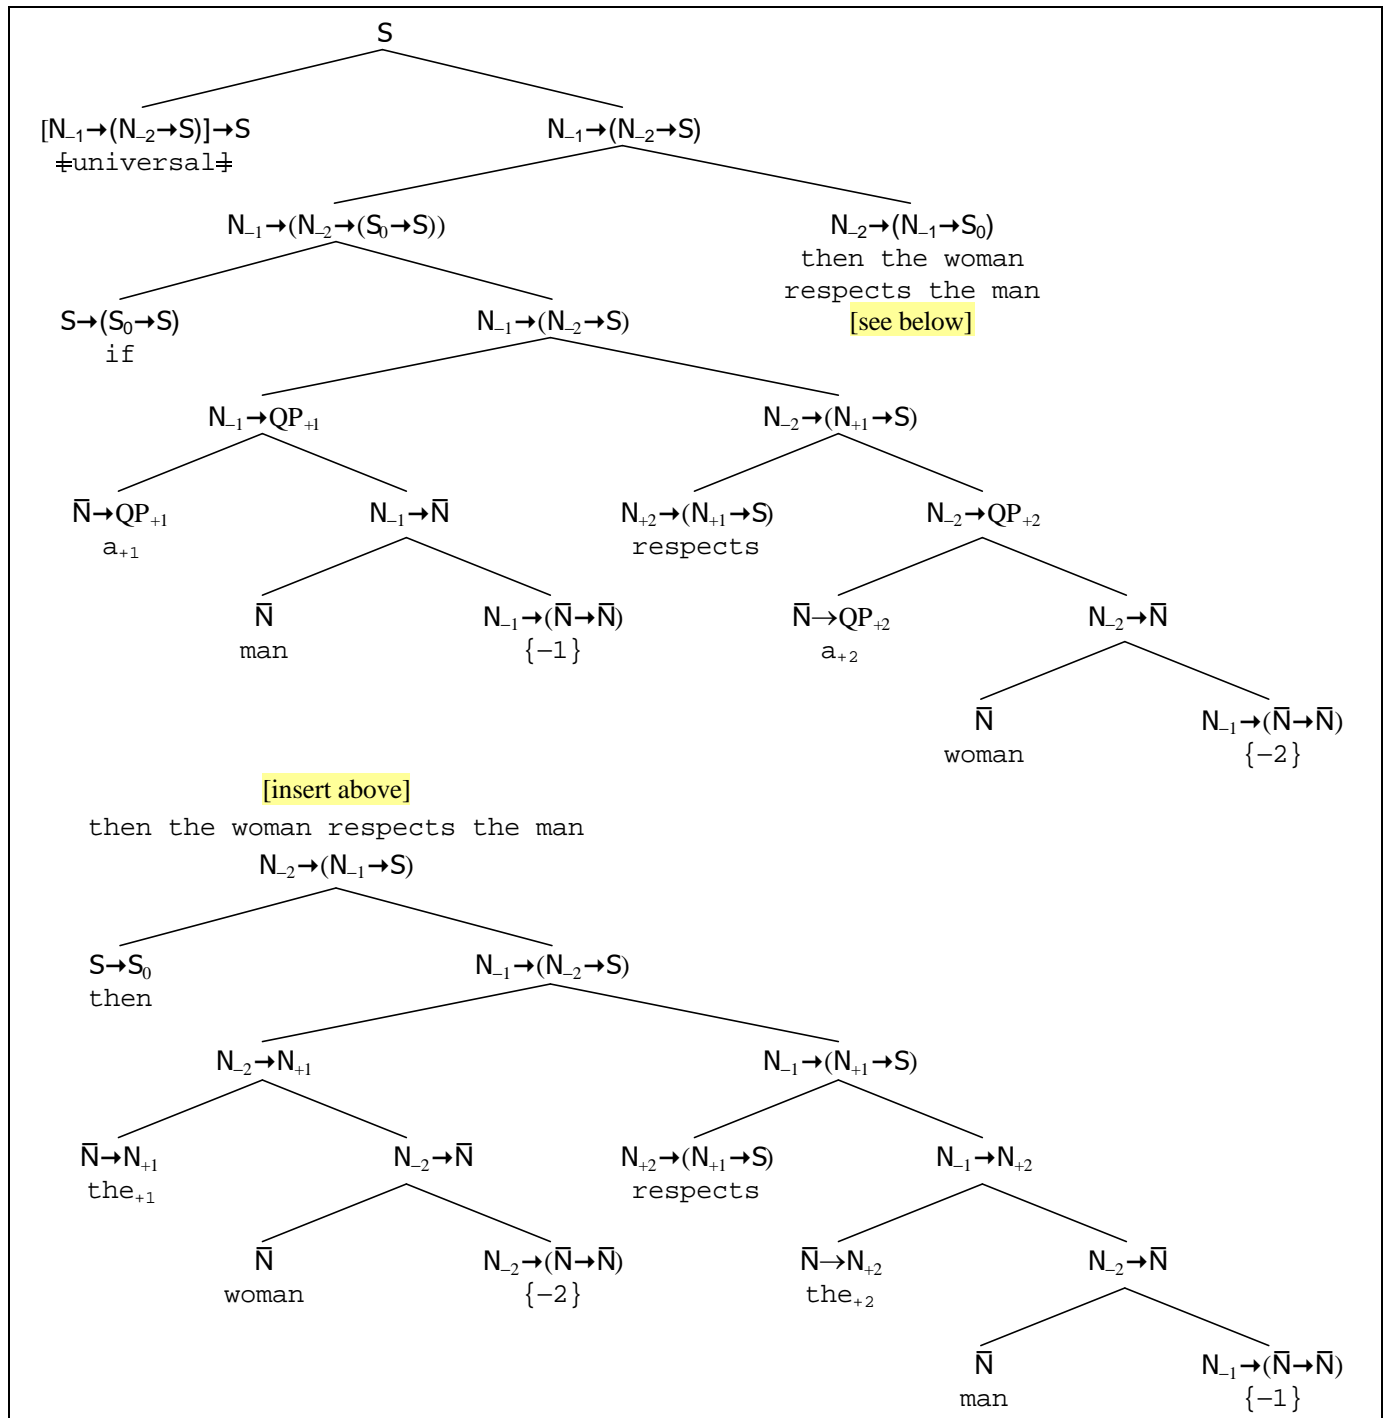 S
[N₋₁→(N₋₂→S)]→S N₋₁→(N₋₂→S)
[universal]
N₋₁→(N₋₂→(S₀→S)) N₋₂→(N₋₁→S₀)
then the woman
respects the man
S→(S₀→S) N₋₁→(N₋₂→S) [see below]
if
N₋₁→QP₊₁ N₋₂→(N₊₁→S)
N̅→QP₊₁ N₋₁→N̅ N₊₂→(N₊₁→S) N₋₂→QP₊₂
a₊₁ respects
N̅ N₋₁→(N̅→N̅) N̅→QP₊₂ N₋₂→N̅
man {−1} a₊₂
N̅ N₋₁→(N̅→N̅)
woman {−2}
[insert above]
then the woman respects the man
N₋₂→(N₋₁→S)
S→S₀ N₋₁→(N₋₂→S)
then
N₋₂→N₊₁ N₋₁→(N₊₁→S)
N̅→N₊₁ N₋₂→N̅ N₊₂→(N₊₁→S) N₋₁→N₊₂
the₊₁ respects
N̅ N₋₂→(N̅→N̅) N̅→N₊₂ N₋₂→N̅
woman {−2} the₊₂
N̅ N₋₁→(N̅→N̅)
man {−1}